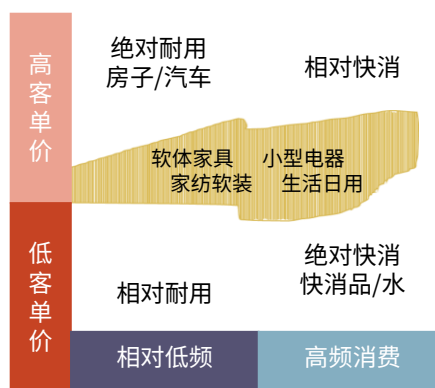 高客单价
绝对耐用
房子/汽车
相对快消
软体家具
小型电器
家纺软装
生活日用
低客单价
绝对快消
快消品/水
相对耐用
相对低频
高频消费